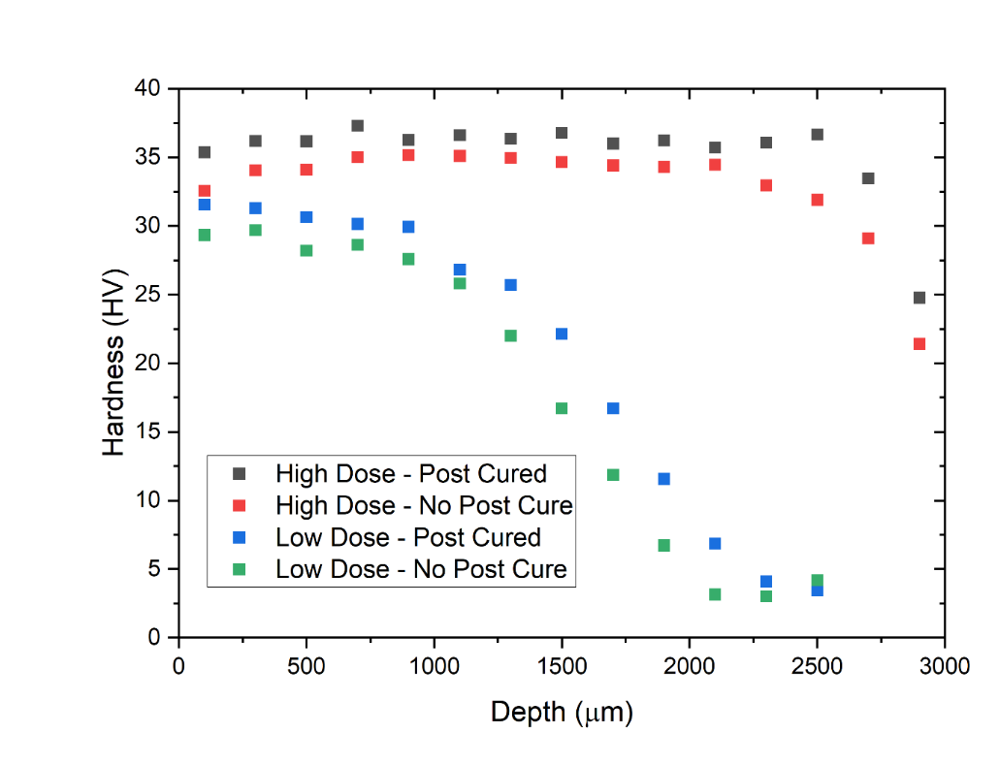 40
35
30
25
20
15
10
5
0
Hardness (HV)
High Dose - Post Cured
High Dose - No Post Cure
Low Dose - Post Cured
Low Dose - No Post Cure
0 500 1000 1500 2000 2500 3000
Depth (μm)